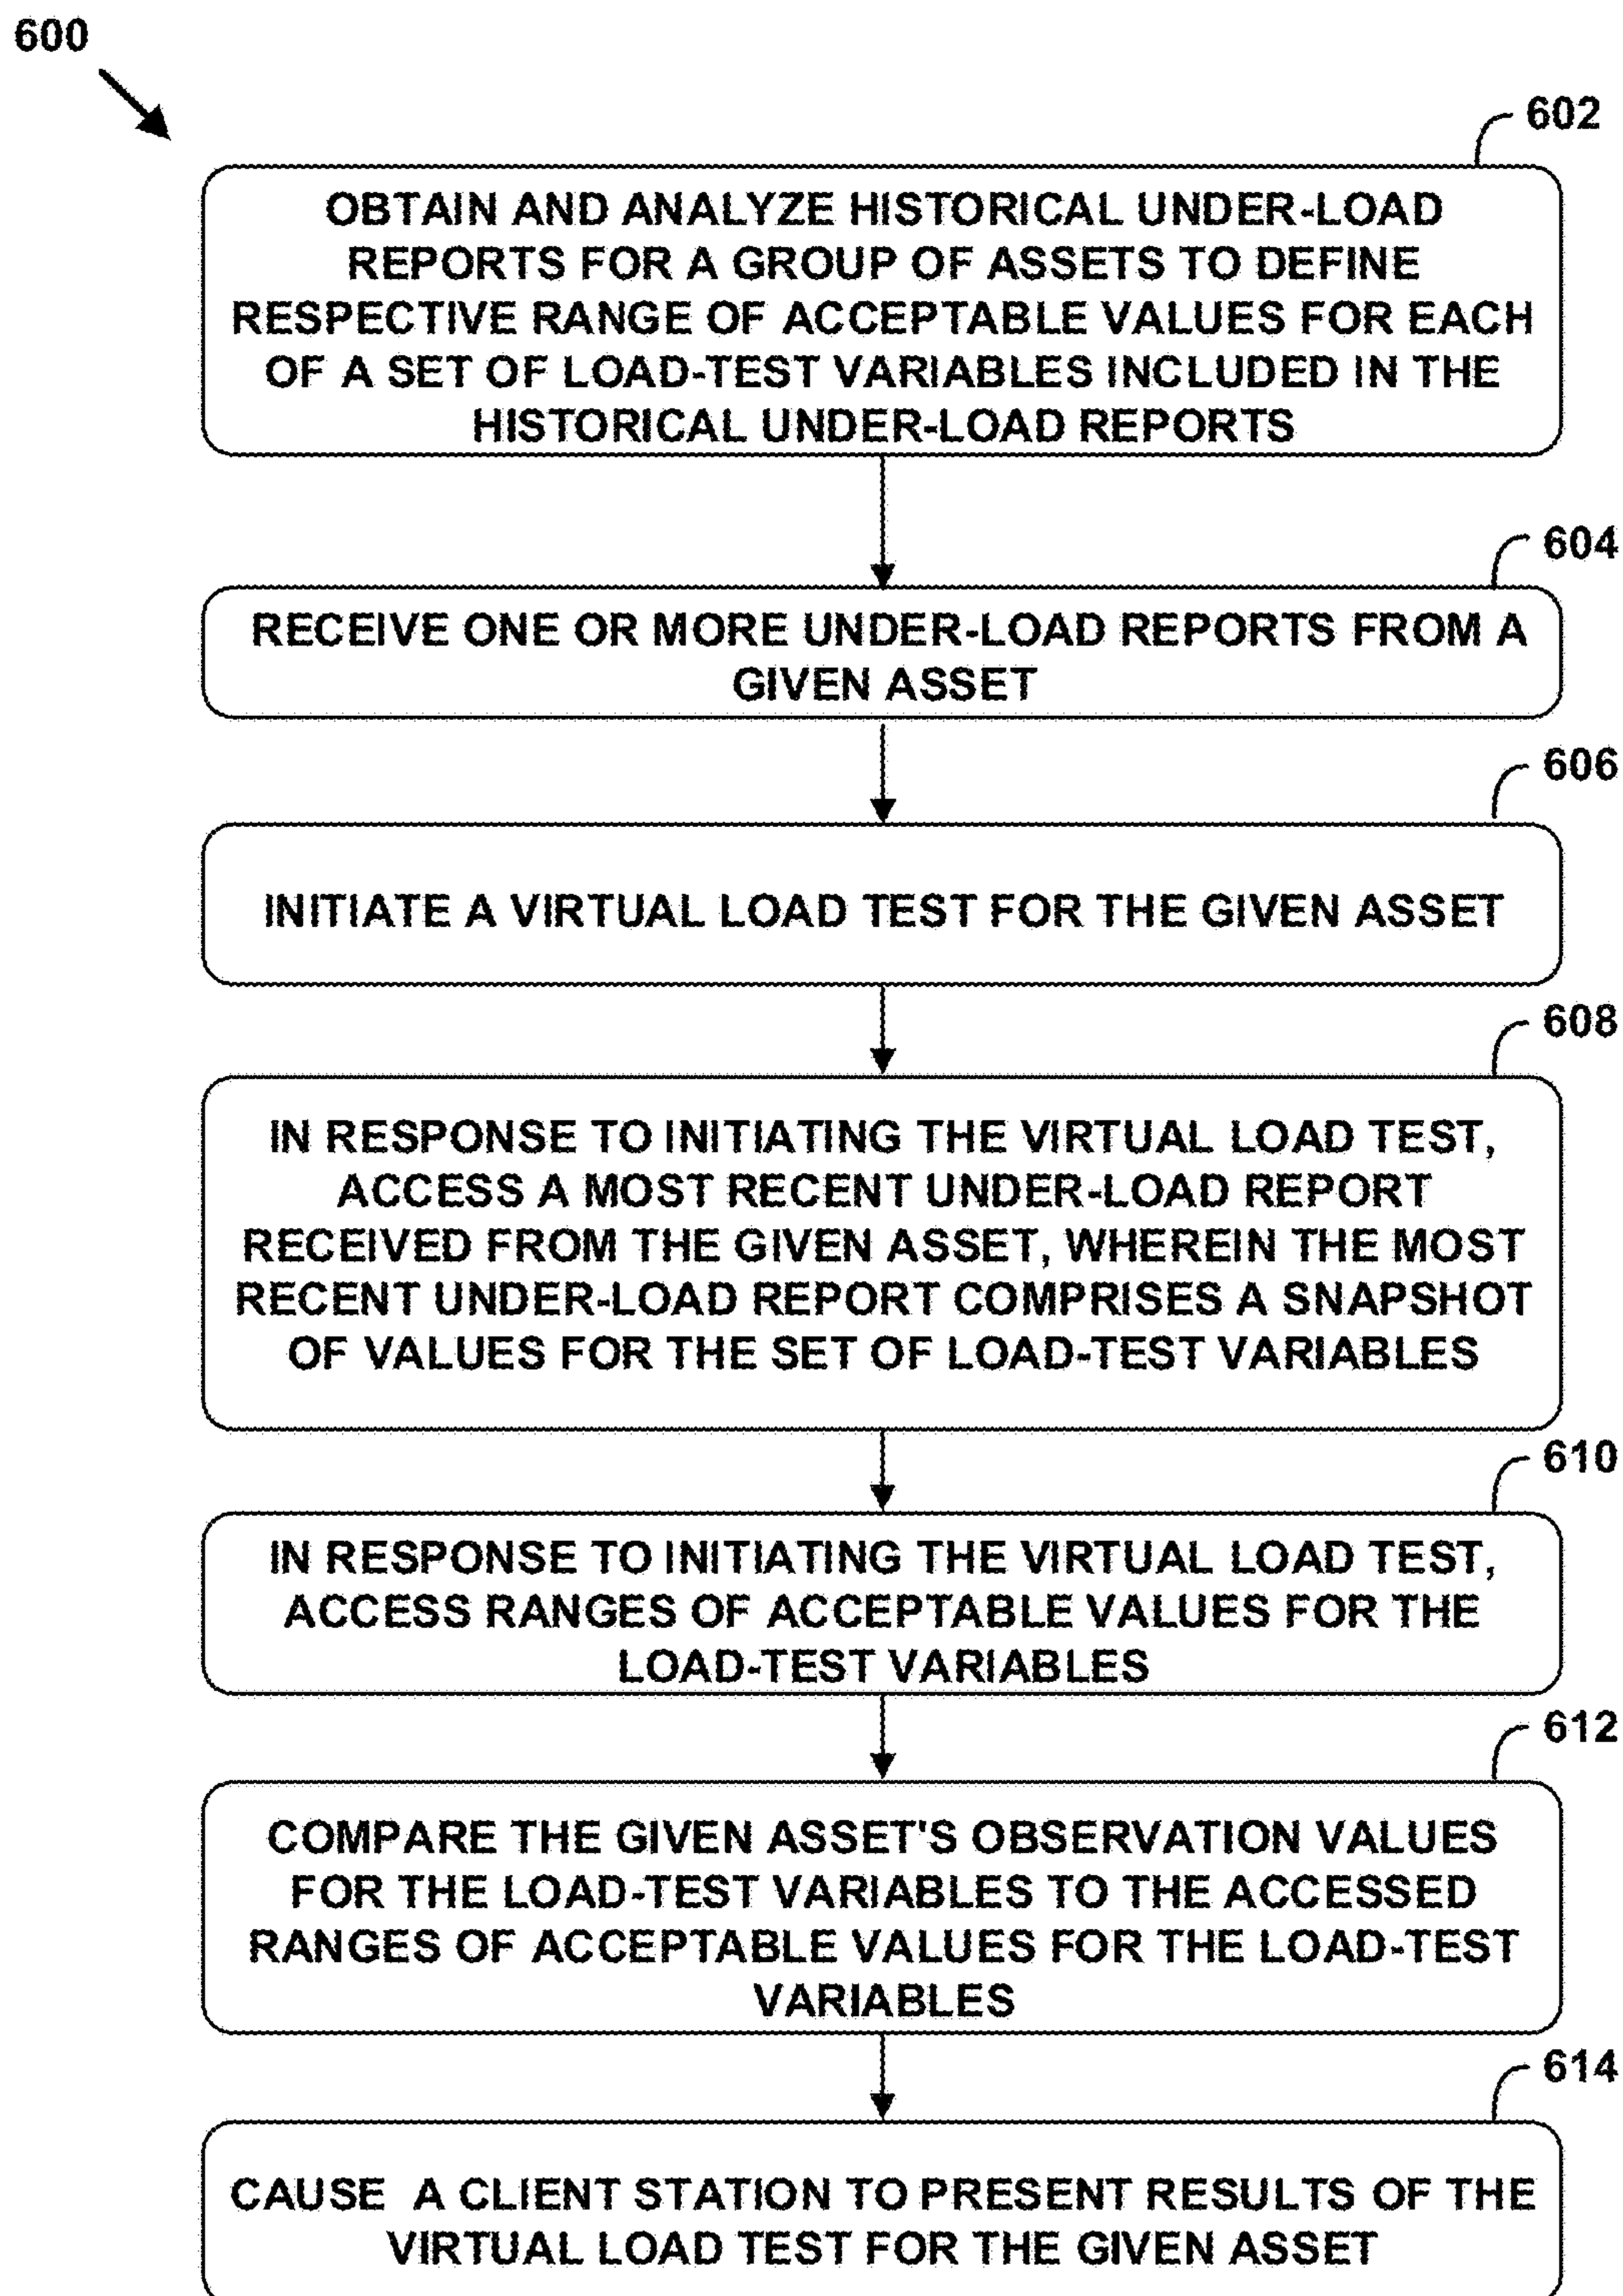 600
602
OBTAIN AND ANALYZE HISTORICAL UNDER-LOAD
REPORTS FOR A GROUP OF ASSETS TO DEFINE
RESPECTIVE RANGE OF ACCEPTABLE VALUES FOR EACH
OF A SET OF LOAD-TEST VARIABLES INCLUDED IN THE
HISTORICAL UNDER-LOAD REPORTS
604
RECEIVE ONE OR MORE UNDER-LOAD REPORTS FROM A
GIVEN ASSET
606
INITIATE A VIRTUAL LOAD TEST FOR THE GIVEN ASSET
608
IN RESPONSE TO INITIATING THE VIRTUAL LOAD TEST,
ACCESS A MOST RECENT UNDER-LOAD REPORT
RECEIVED FROM THE GIVEN ASSET, WHEREIN THE MOST
RECENT UNDER-LOAD REPORT COMPRISES A SNAPSHOT
OF VALUES FOR THE SET OF LOAD-TEST VARIABLES
610
IN RESPONSE TO INITIATING THE VIRTUAL LOAD TEST,
ACCESS RANGES OF ACCEPTABLE VALUES FOR THE
LOAD-TEST VARIABLES
612
COMPARE THE GIVEN ASSET'S OBSERVATION VALUES
FOR THE LOAD-TEST VARIABLES TO THE ACCESSED
RANGES OF ACCEPTABLE VALUES FOR THE LOAD-TEST
VARIABLES
614
CAUSE A CLIENT STATION TO PRESENT RESULTS OF THE
VIRTUAL LOAD TEST FOR THE GIVEN ASSET